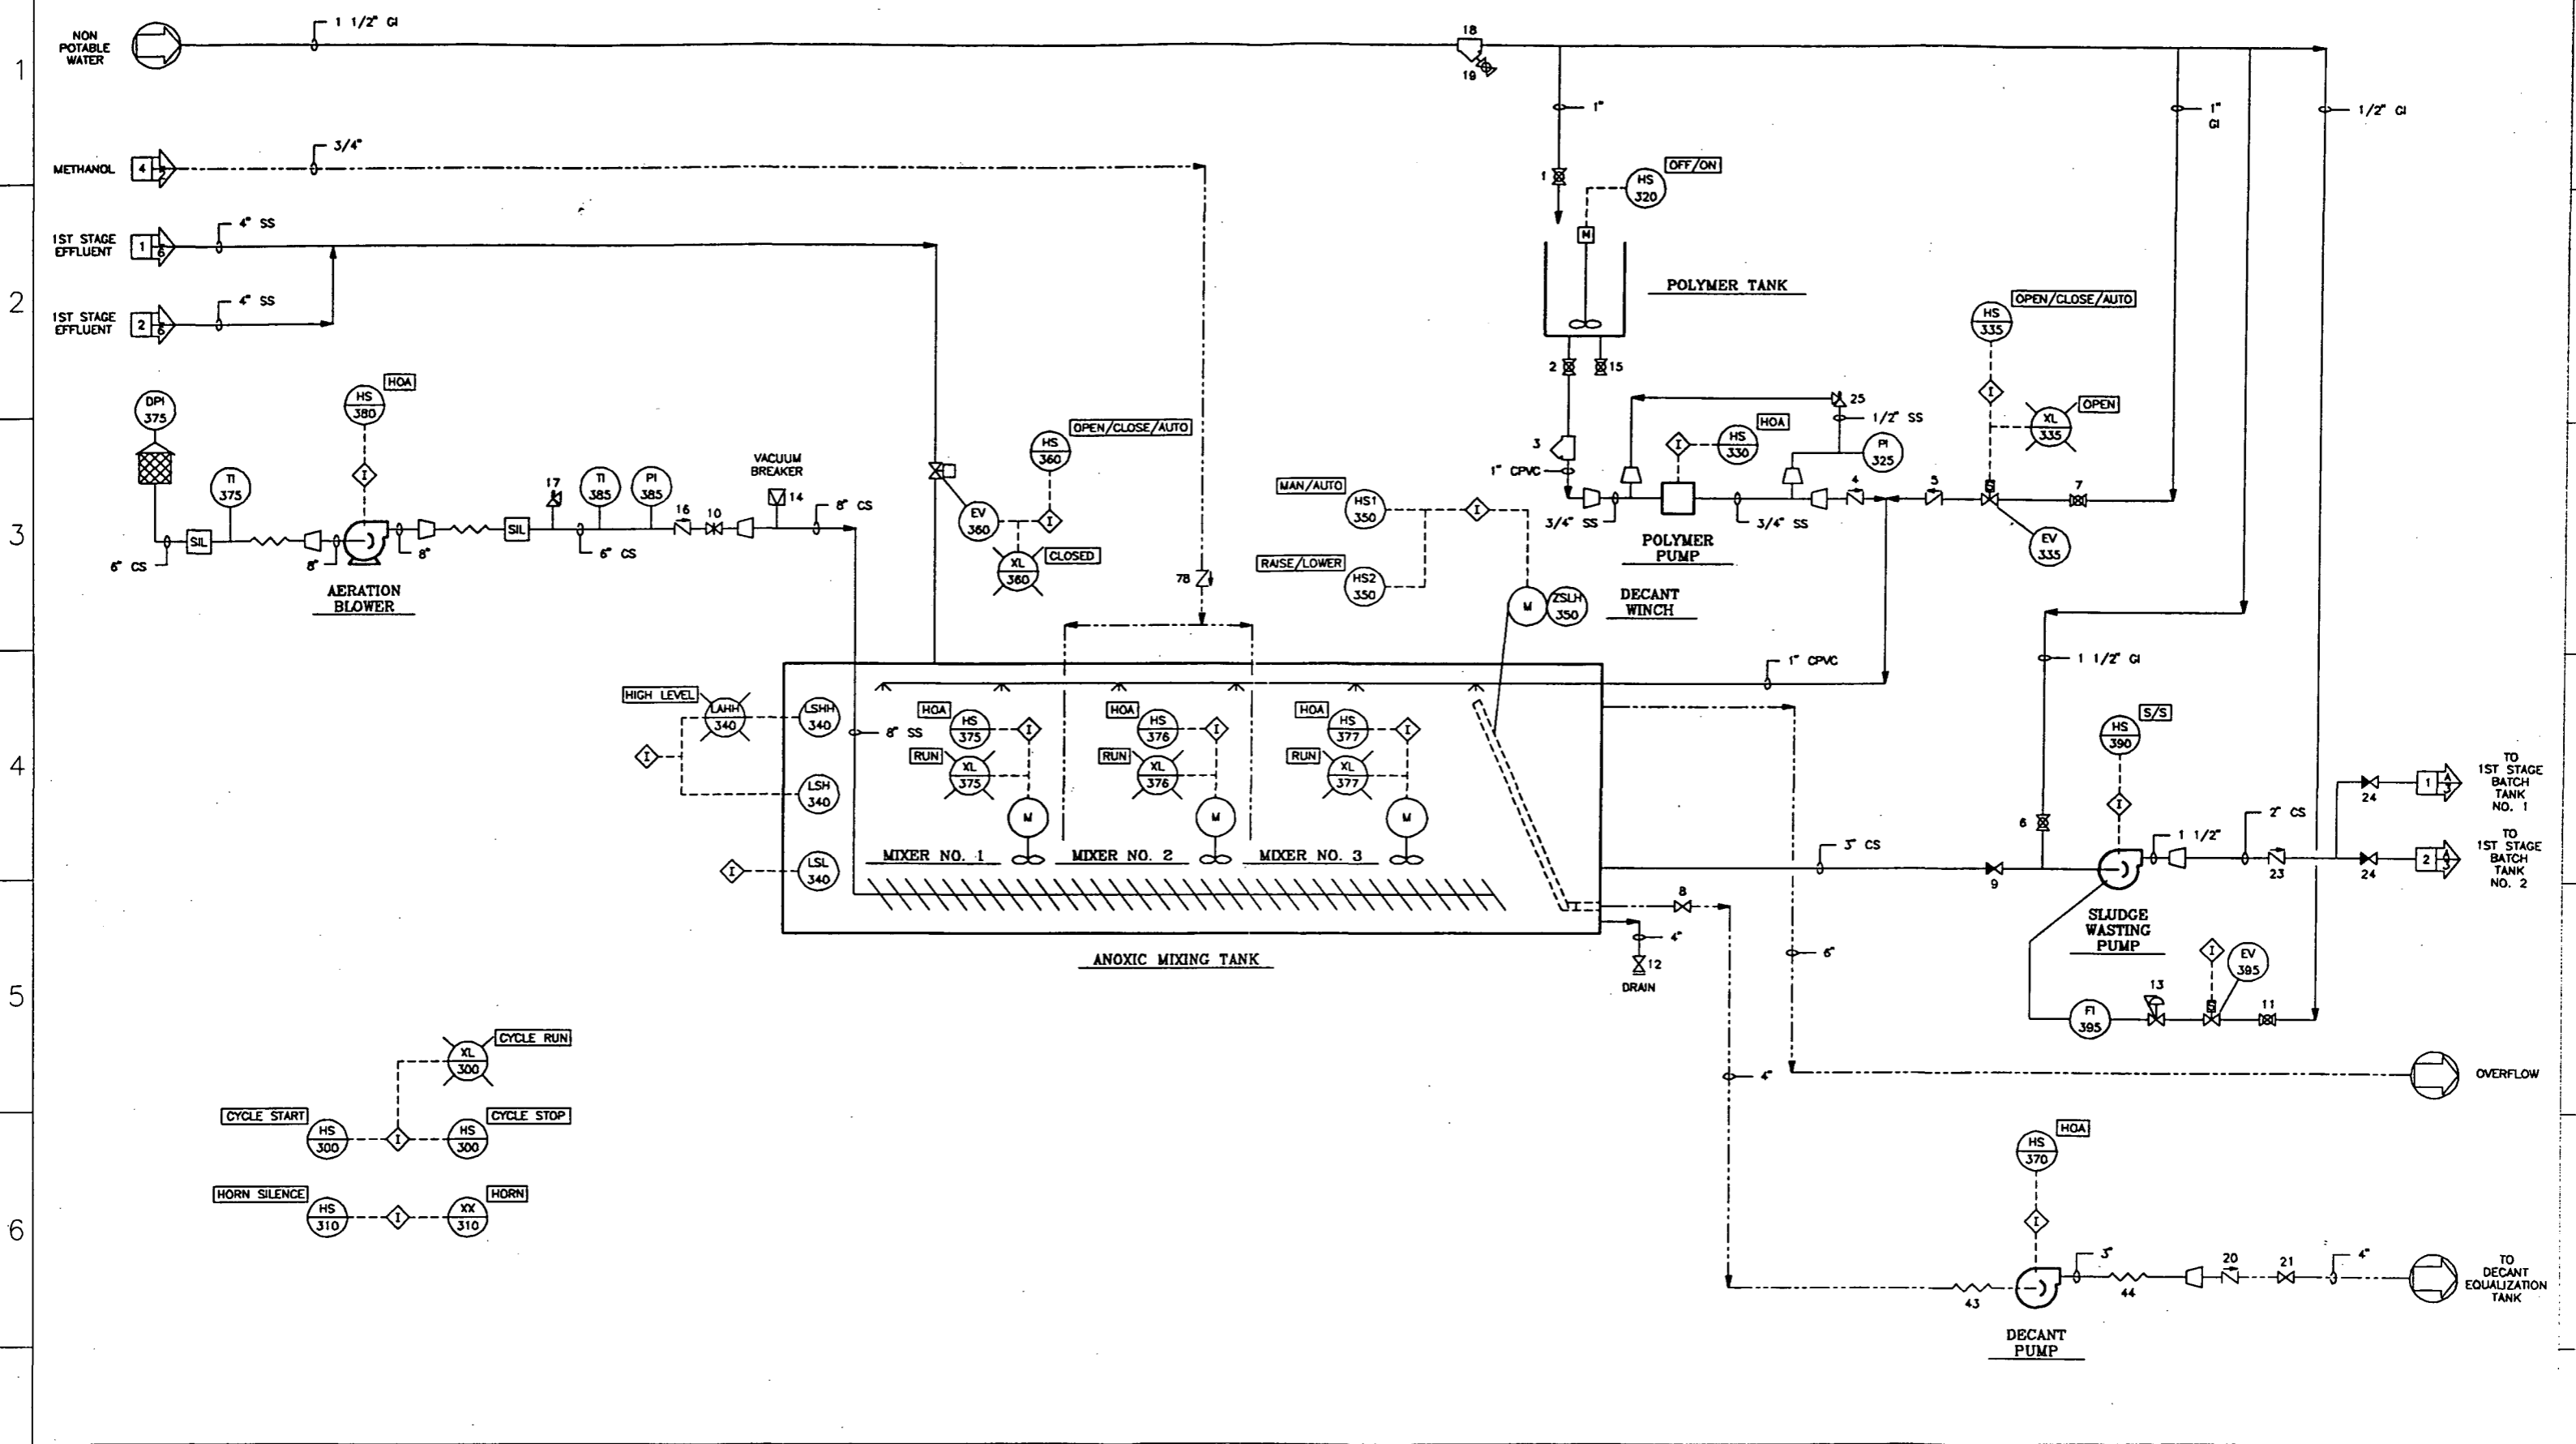 1
2
3
4
5
6
NON
POTABLE
WATER
1 1/2" GI
18
19
1"
1"
GI
1/2" GI
METHANOL
4
3/4"
1ST STAGE
EFFLUENT
1
4" SS
1ST STAGE
EFFLUENT
2
4" SS
1
HS
320
OFF/ON
M
POLYMER TANK
2
15
3
1" CPVC
3/4" SS
HS
330
HOA
POLYMER
PUMP
3/4" SS
25
1/2" SS
PI
325
4
5
HS
335
OPEN/CLOSE/AUTO
XL
335
OPEN
EV
335
7
DPI
375
6" CS
SIL
TI
375
HS
380
HOA
8"
8"
AERATION
BLOWER
SIL
17
6" CS
TI
385
PI
385
16
10
VACUUM
BREAKER
14
8" CS
EV
360
HS
360
OPEN/CLOSE/AUTO
XL
360
CLOSED
78
MAN/AUTO
HS1
350
RAISE/LOWER
HS2
350
I
M
ZSLH
350
DECANT
WINCH
1" CPVC
HIGH LEVEL
LAHH
340
LSHH
340
LSH
340
LSL
340
I
I
8" SS
HOA
HS
375
I
RUN
XL
375
M
MIXER NO. 1
HOA
HS
376
I
RUN
XL
376
M
MIXER NO. 2
HOA
HS
377
I
RUN
XL
377
M
MIXER NO. 3
ANOXIC MIXING TANK
4"
12
DRAIN
8
4"
6"
3" CS
9
6
1 1/2" GI
HS
390
S/S
I
1 1/2"
2" CS
23
24
24
1
TO
1ST STAGE
BATCH
TANK
NO. 1
2
TO
1ST STAGE
BATCH
TANK
NO. 2
SLUDGE
WASTING
PUMP
FI
395
13
I
EV
395
11
OVERFLOW
XL
300
CYCLE RUN
CYCLE START
HS
300
I
HS
300
CYCLE STOP
HORN SILENCE
HS
310
I
XX
310
HORN
HS
370
HOA
I
43
3"
44
20
21
4"
DECANT
PUMP
TO
DECANT
EQUALIZATION
TANK